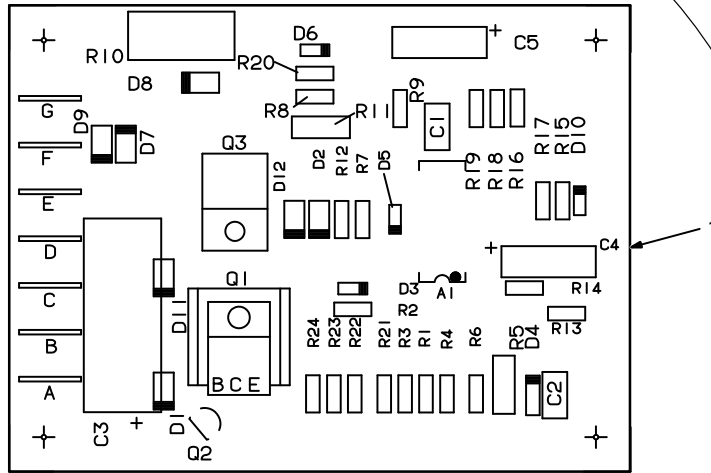 D6
R10
C5
R20
D8
R9
G
R8
R11
C1
D9
D7
Q3
D12
D2
R12
R7
D5
R17
R15
D10
F
R19
R18
R16
E
D
C4
Q1
C
D3
A1
R14
D11
R2
R13
B
R24
R23
R22
R21
R3
R1
R4
R6
R5
D4
A
B C E
C2
C3
D1
Q2